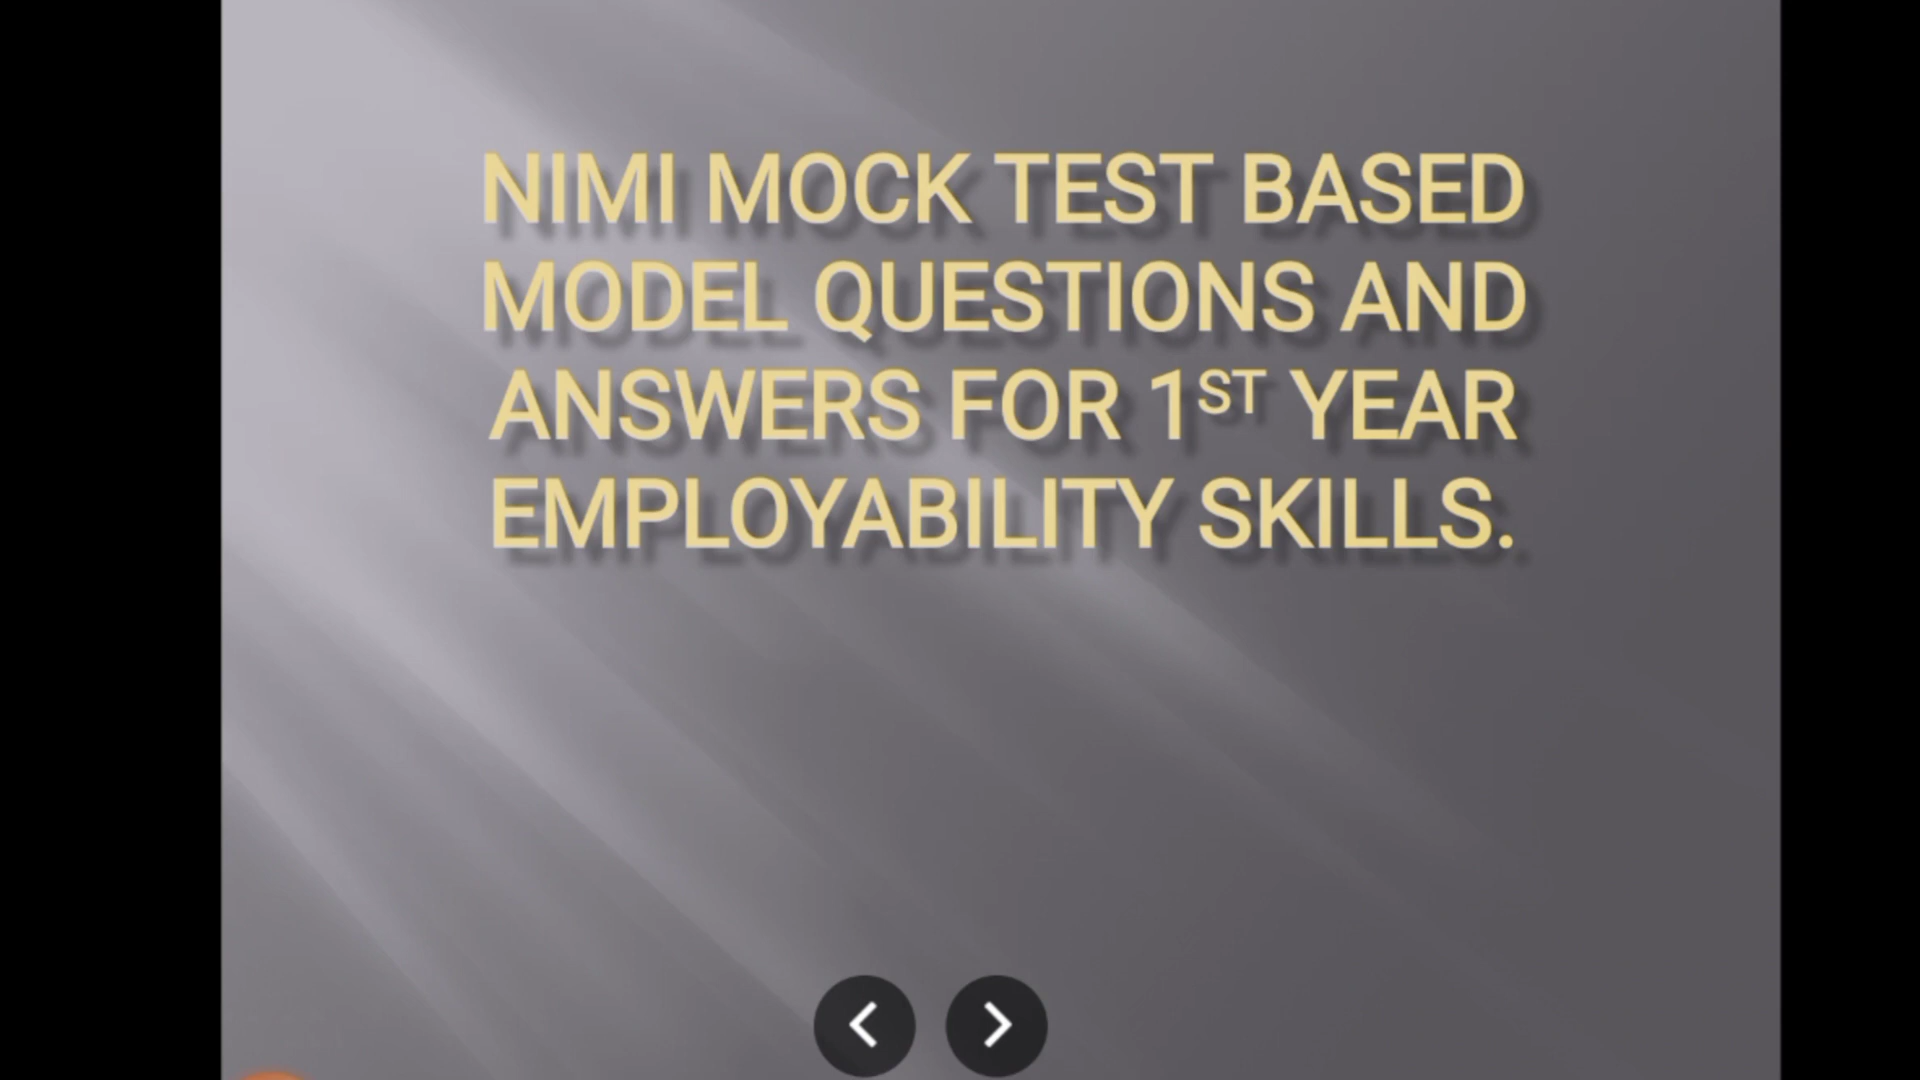 NIMI MOCK TEST BASED
MODEL QUESTIONS AND
ANSWERS FOR 1ST YEAR
EMPLOYABILITY SKILLS.